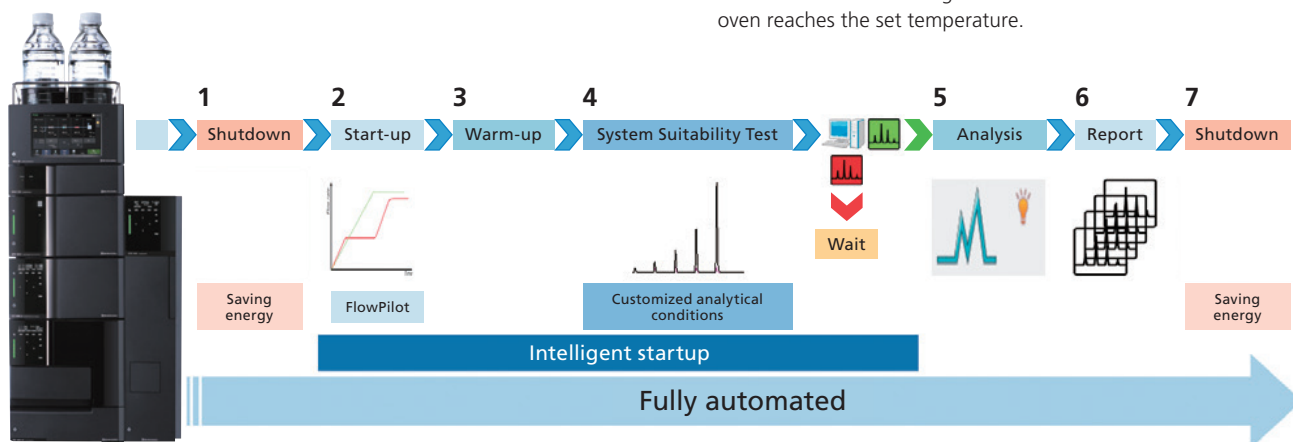 oven reaches the set temperature.
1
2
3
4
5
6
7
Shutdown
Start-up
Warm-up
System Suitability Test
Analysis
Report
Shutdown
Wait
Saving
energy
FlowPilot
Customized analytical
conditions
Saving
energy
Intelligent startup
Fully automated